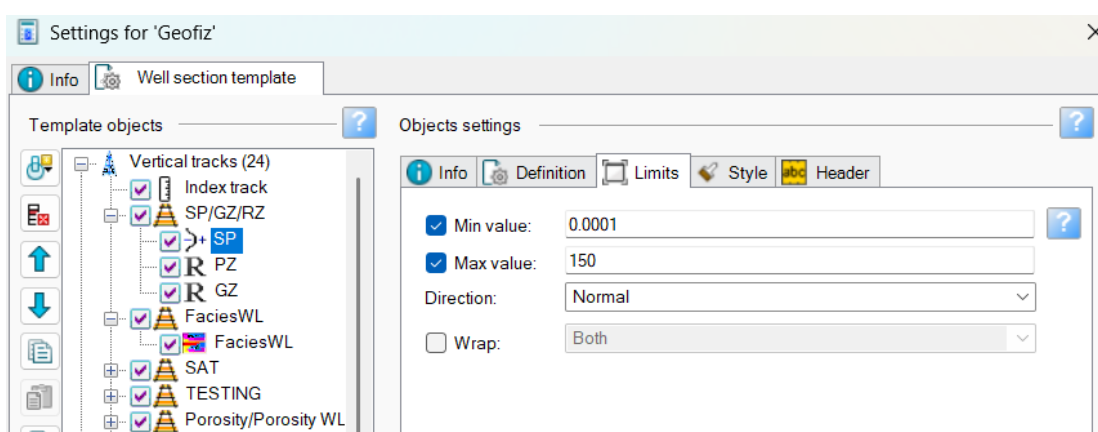 Settings for 'Geofiz'
Info
Well section template
Template objects
?
Vertical tracks (24)
Index track
SP/GZ/RZ
SP
R PZ
R GZ
FaciesWL
FaciesWL
SAT
TESTING
Porosity/Porosity WL
Objects settings
?
Info
Definition
Limits
Style
abc Header
Min value: 0.0001
?
Max value: 150
Direction: Normal
Wrap: Both